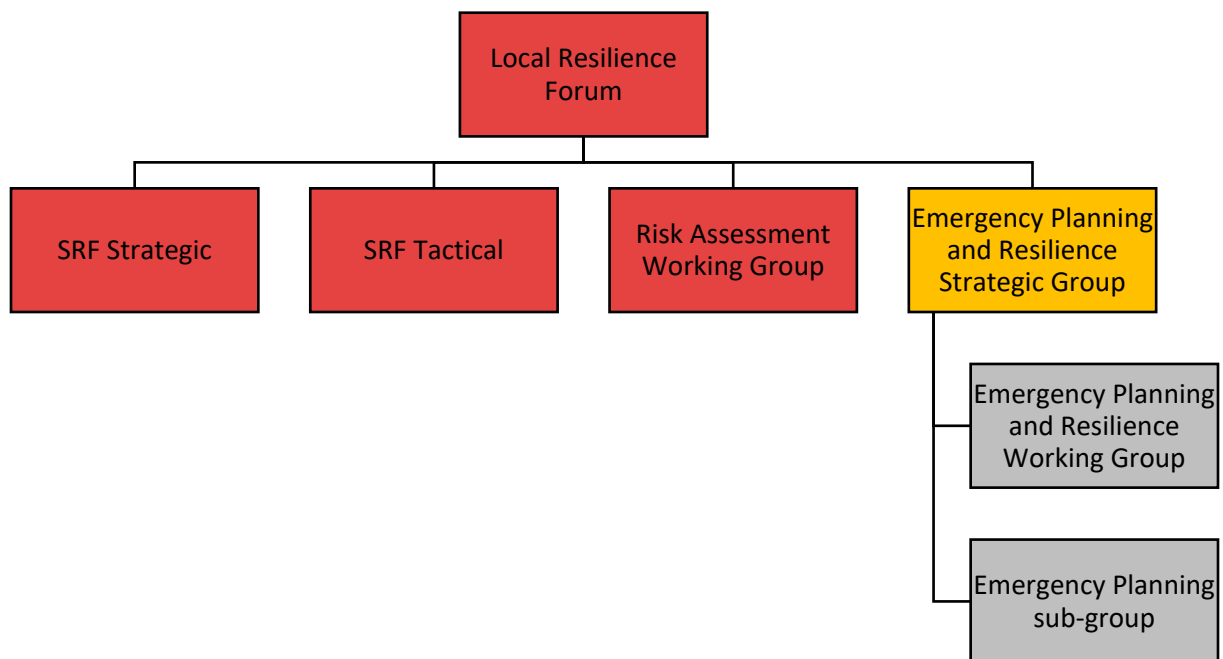 Local Resilience
Forum
SRF Strategic
SRF Tactical
Risk Assessment
Working Group
Emergency Planning
and Resilience
Strategic Group
Emergency Planning
and Resilience
Working Group
Emergency Planning
sub-group